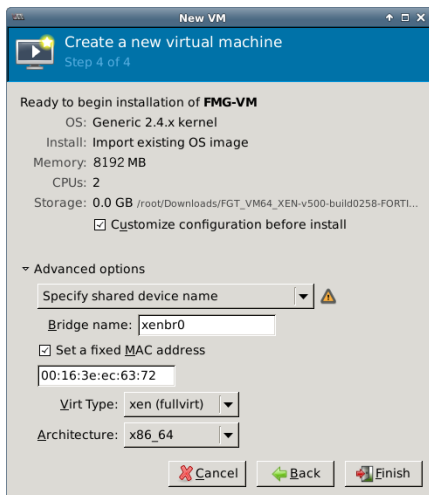 New VM
Create a new virtual machine
Step 4 of 4
Ready to begin installation of FMG-VM
OS: Generic 2.4.x kernel
Install: Import existing OS image
Memory: 8192 MB
CPUs: 2
Storage: 0.0 GB /root/Downloads/FGT_VM64_XEN-v500-build0258-FORTI...
Customize configuration before install
Advanced options
Specify shared device name
Bridge name: xenbr0
Set a fixed MAC address
00:16:3e:ec:63:72
Virt Type: xen (fullvirt)
Architecture: x86_64
Cancel Back Finish